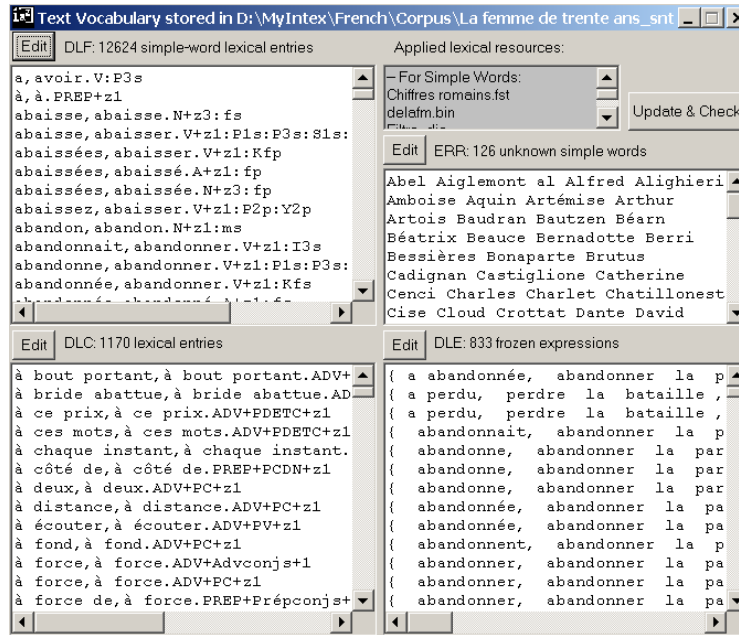 Text Vocabulary stored in D:\MyIntex\French\Corpus\La femme de trente ans_snt
Edit DLF: 12624 simple-word lexical entries
a,avoir.V:P3s
à,à.PREP+z1
abaisse,abaisse.N+z3:fs
abaisse,abaisser.V+z1:P1s:P3s:S1s:
abaissées,abaisser.V+z1:Kfp
abaissées,abaissé.A+z1:fp
abaissées,abaissée.N+z3:fp
abaissez,abaisser.V+z1:P2p:Y2p
abandon,abandon.N+z1:ms
abandonnait,abandonner.V+z1:I3s
abandonne,abandonner.V+z1:P1s:P3s:
abandonnée,abandonner.V+z1:Kfs
abandonnée,abandonné.A+z1:fs
Applied lexical resources:
– For Simple Words:
Chiffres romains.fst
delafm.bin
Update & Check
Edit ERR: 126 unknown simple words
Abel Aiglemont al Alfred Alighieri
Amboise Aquin Artémise Arthur
Artois Baudran Bautzen Béarn
Béatrix Beauce Bernadotte Berri
Bessières Bonaparte Brutus
Cadignan Castiglione Catherine
Cenci Charles Charlet Chatillonest
Cise Cloud Crottat Dante David
Edit DLC: 1170 lexical entries
à bout portant,à bout portant.ADV+
à bride abattue,à bride abattue.AD
à ce prix,à ce prix.ADV+PDETC+z1
à ces mots,à ces mots.ADV+PDETC+z1
à chaque instant,à chaque instant.
à côté de,à côté de.PREP+PCDN+z1
à deux,à deux.ADV+PC+z1
à distance,à distance.ADV+PC+z1
à écouter,à écouter.ADV+PV+z1
à fond,à fond.ADV+PC+z1
à force,à force.ADV+Advconjs+1
à force,à force.ADV+PC+z1
à force de,à force.PREP+Prépconjs+
Edit DLE: 833 frozen expressions
{ a abandonnée, abandonner la p
{ a perdu, perdre la bataille ,
{ a perdu, perdre la bataille ,
{ abandonnait, abandonner la p
{ abandonne, abandonner la par
{ abandonne, abandonner la par
{ abandonnée, abandonner la pa
{ abandonnée, abandonner la pa
{ abandonnent, abandonner la p
{ abandonner, abandonner la pa
{ abandonner, abandonner la pa
{ abandonner, abandonner la pa
{ abandonner, abandonner la pa